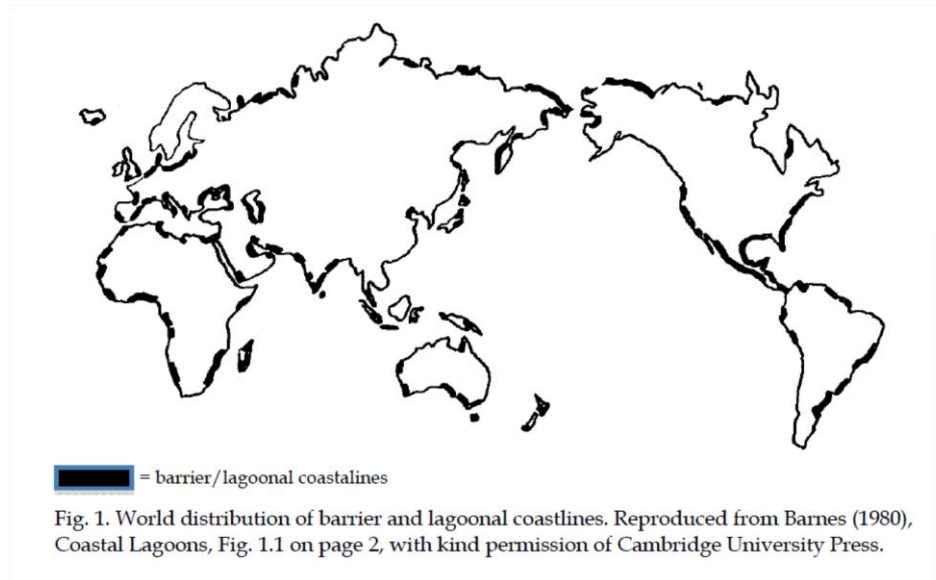 = barrier/lagoonal coastalines
Fig. 1. World distribution of barrier and lagoonal coastlines. Reproduced from Barnes (1980),
Coastal Lagoons, Fig. 1.1 on page 2, with kind permission of Cambridge University Press.